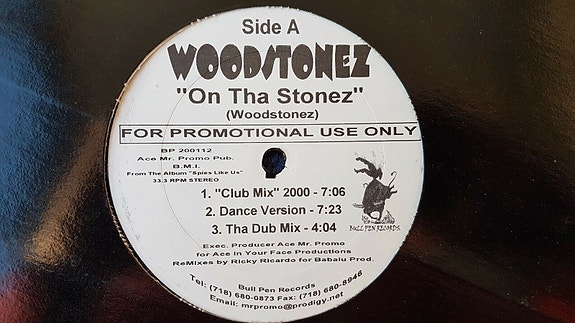 Side A
WOODSTONEZ
"On Tha Stonez"
(Woodstonez)
FOR PROMOTIONAL USE ONLY
BP 200112
Ace Mr. Promo Pub.
B.M.I.
From The Album "Spies Like Us"
33.3 RPM STEREO
1. "Club Mix" 2000 - 7:06
2. Dance Version - 7:23
3. Tha Dub Mix - 4:04
BULL PEN RECORDS
Exec. Producer Ace Mr. Promo
for Ace In Your Face Productions
ReMixes by Ricky Ricardo for Babalu Prod.
Bull Pen Records
Tel: (718) 680-0873 Fax: (718) 680-8946
Email: mrpromo@prodigy.net